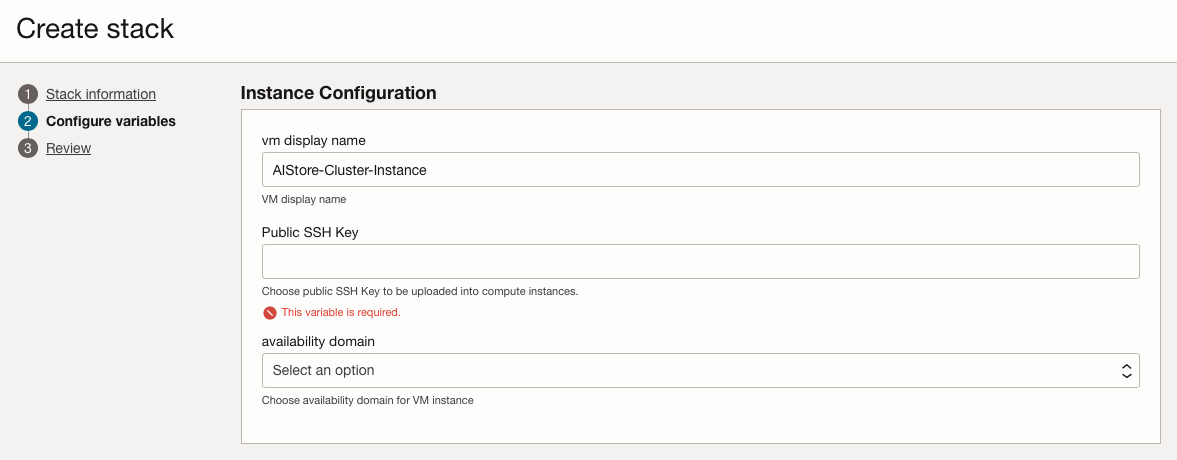 Create stack
1 Stack information
2 Configure variables
3 Review
Instance Configuration
vm display name
AIStore-Cluster-Instance
VM display name
Public SSH Key
Choose public SSH Key to be uploaded into compute instances.
This variable is required.
availability domain
Select an option
Choose availability domain for VM instance